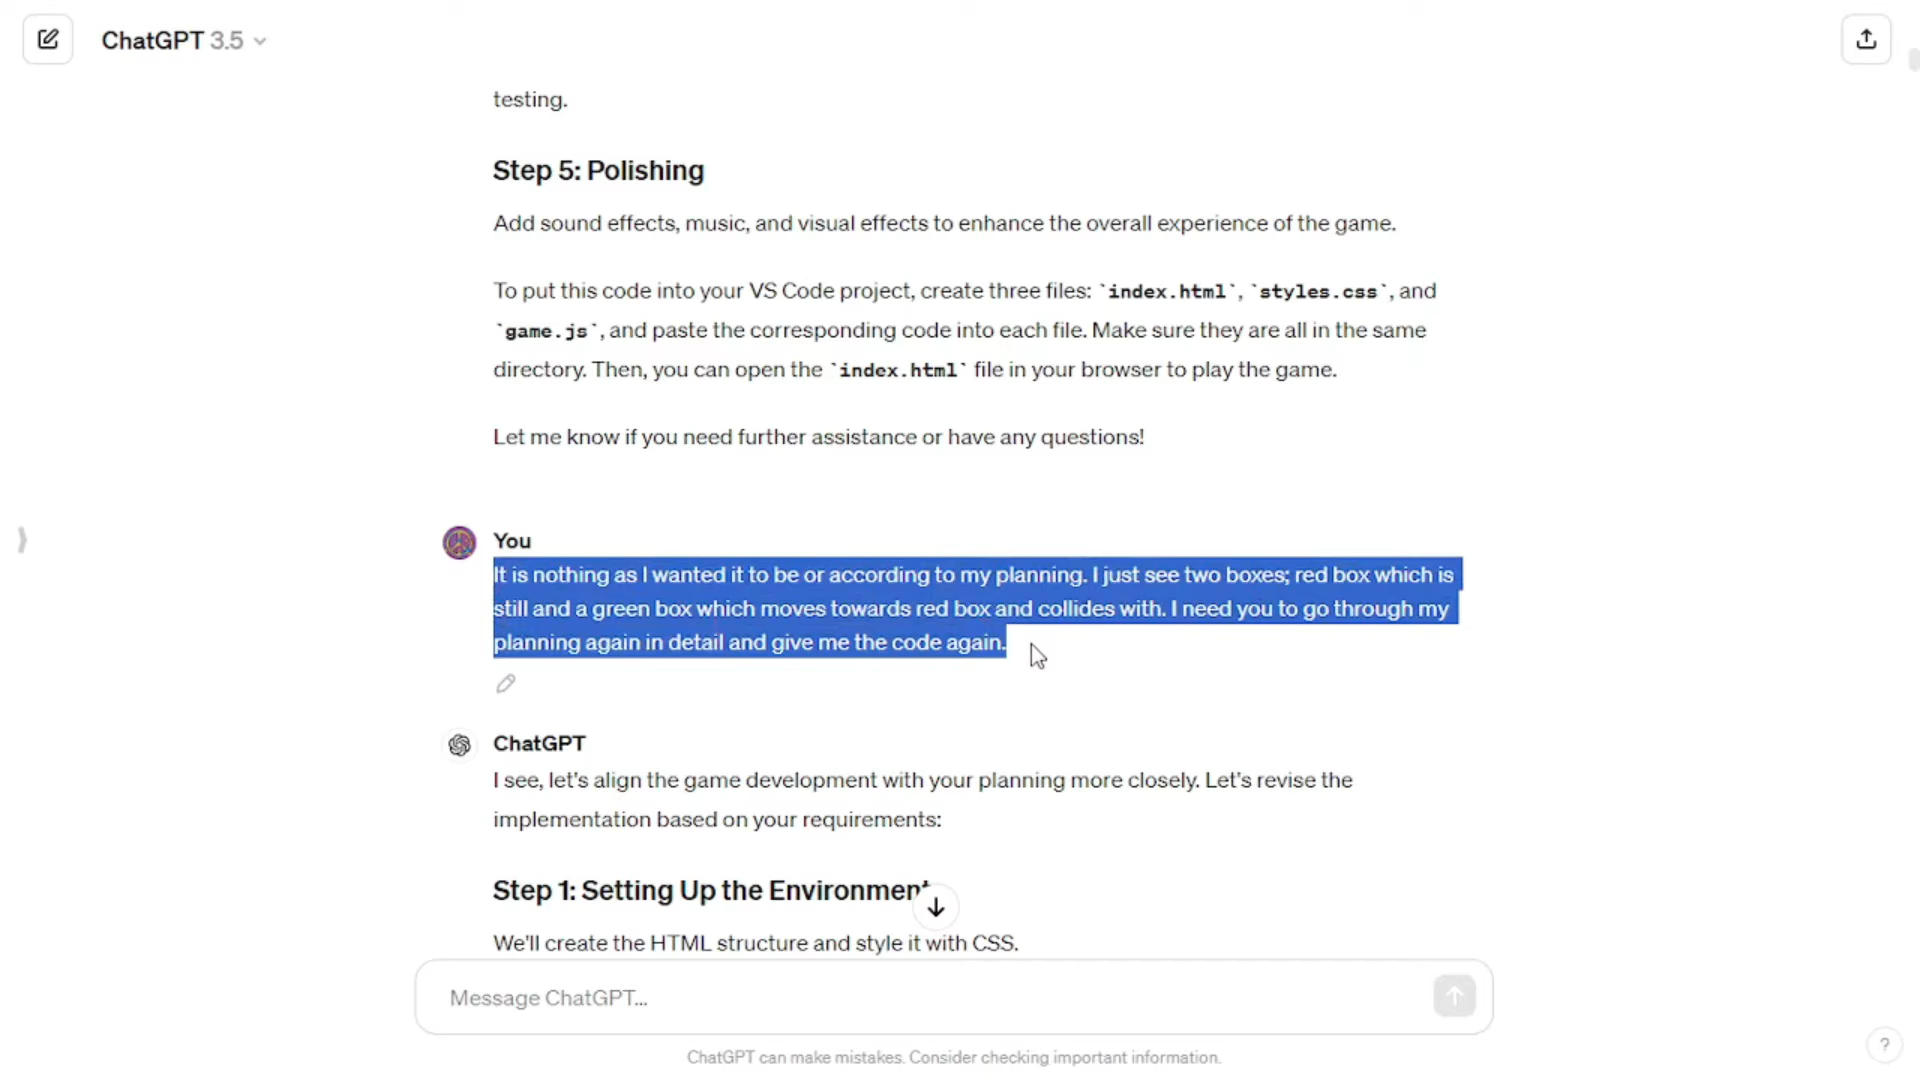 ChatGPT 3.5
testing.
Step 5: Polishing
Add sound effects, music, and visual effects to enhance the overall experience of the game.
To put this code into your VS Code project, create three files: `index.html`, `styles.css`, and
`game.js`, and paste the corresponding code into each file. Make sure they are all in the same
directory. Then, you can open the `index.html` file in your browser to play the game.
Let me know if you need further assistance or have any questions!
You
It is nothing as I wanted it to be or according to my planning. I just see two boxes; red box which is
still and a green box which moves towards red box and collides with. I need you to go through my
planning again in detail and give me the code again.
ChatGPT
I see, let's align the game development with your planning more closely. Let's revise the
implementation based on your requirements:
Step 1: Setting Up the Environment
We'll create the HTML structure and style it with CSS.
Message ChatGPT...
ChatGPT can make mistakes. Consider checking important information.
?